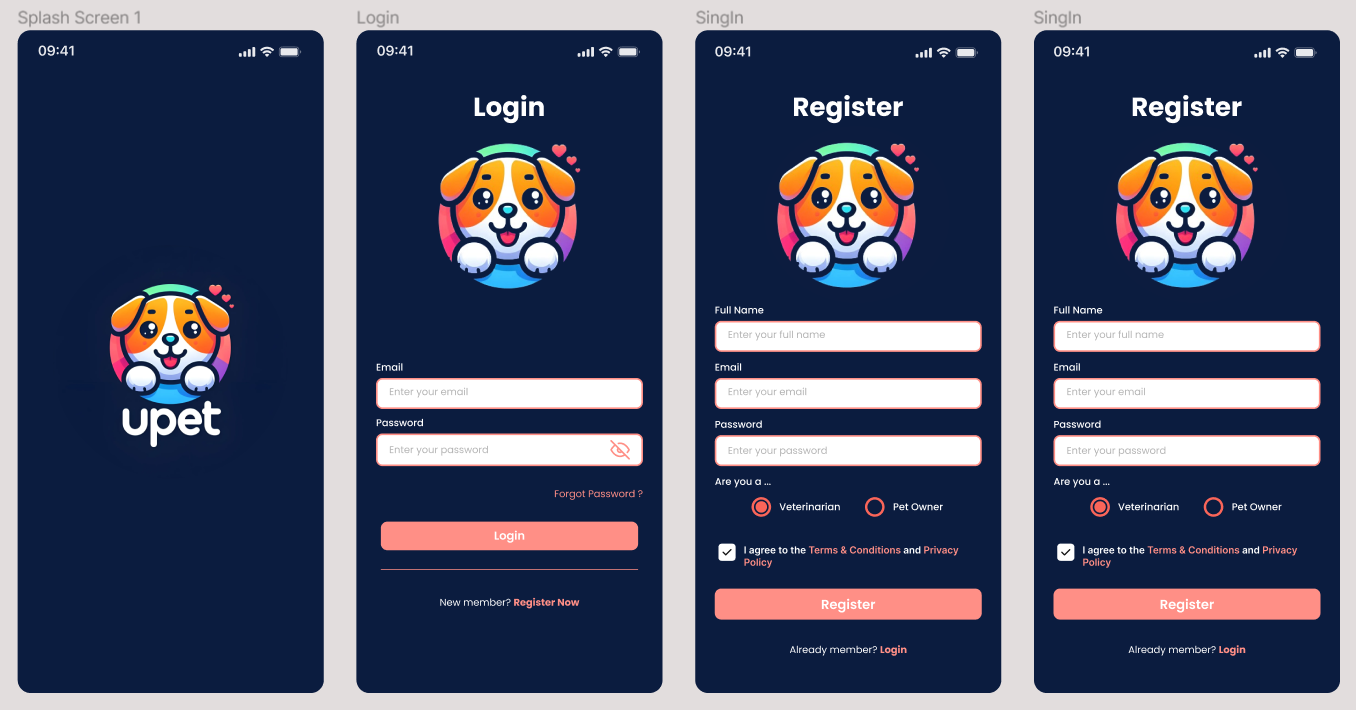 Splash Screen 1
09:41
upet
Login
09:41
Login
Email
Enter your email
Password
Enter your password
Forgot Password ?
Login
New member? Register Now
SingIn
09:41
Register
Full Name
Enter your full name
Email
Enter your email
Password
Enter your password
Are you a ...
Veterinarian
Pet Owner
I agree to the Terms & Conditions and Privacy
Policy
Register
Already member? Login
SingIn
09:41
Register
Full Name
Enter your full name
Email
Enter your email
Password
Enter your password
Are you a ...
Veterinarian
Pet Owner
I agree to the Terms & Conditions and Privacy
Policy
Register
Already member? Login